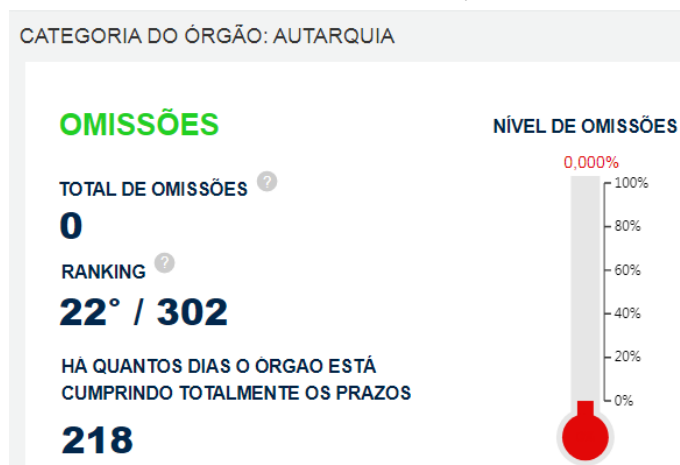 CATEGORIA DO ÓRGÃO: AUTARQUIA
OMISSÕES
TOTAL DE OMISSÕES ?
0
RANKING ?
22° / 302
HÁ QUANTOS DIAS O ÓRGAO ESTÁ
CUMPRINDO TOTALMENTE OS PRAZOS
218
NÍVEL DE OMISSÕES
0,000%
100%
80%
60%
40%
20%
0%